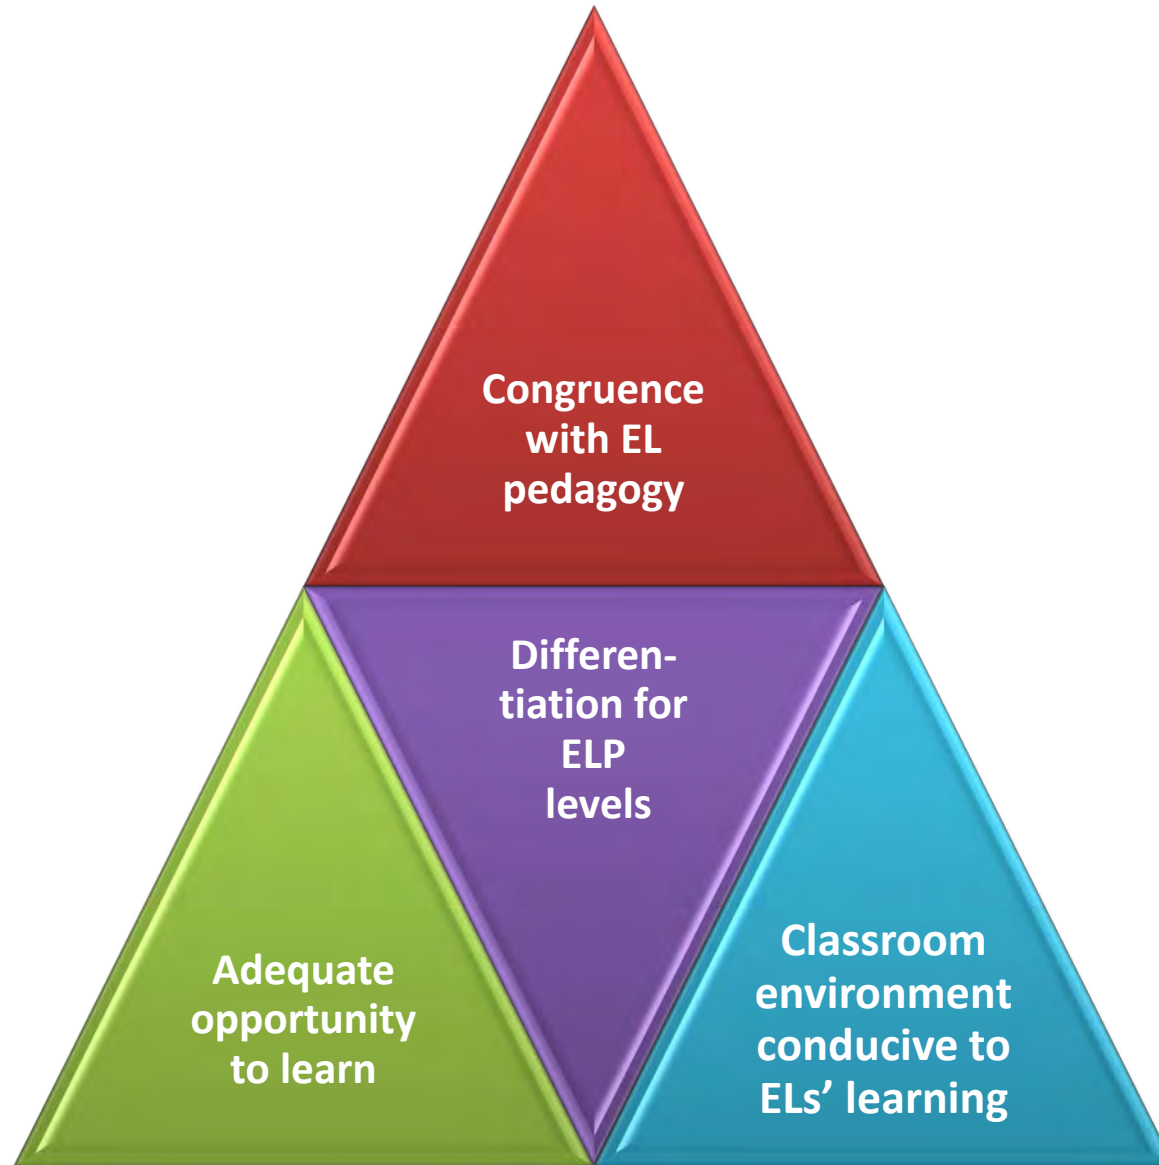 Congruence
with EL
pedagogy
Differen-
tiation for
ELP
levels
Adequate
opportunity
to learn
Classroom
environment
conducive to
ELs’ learning